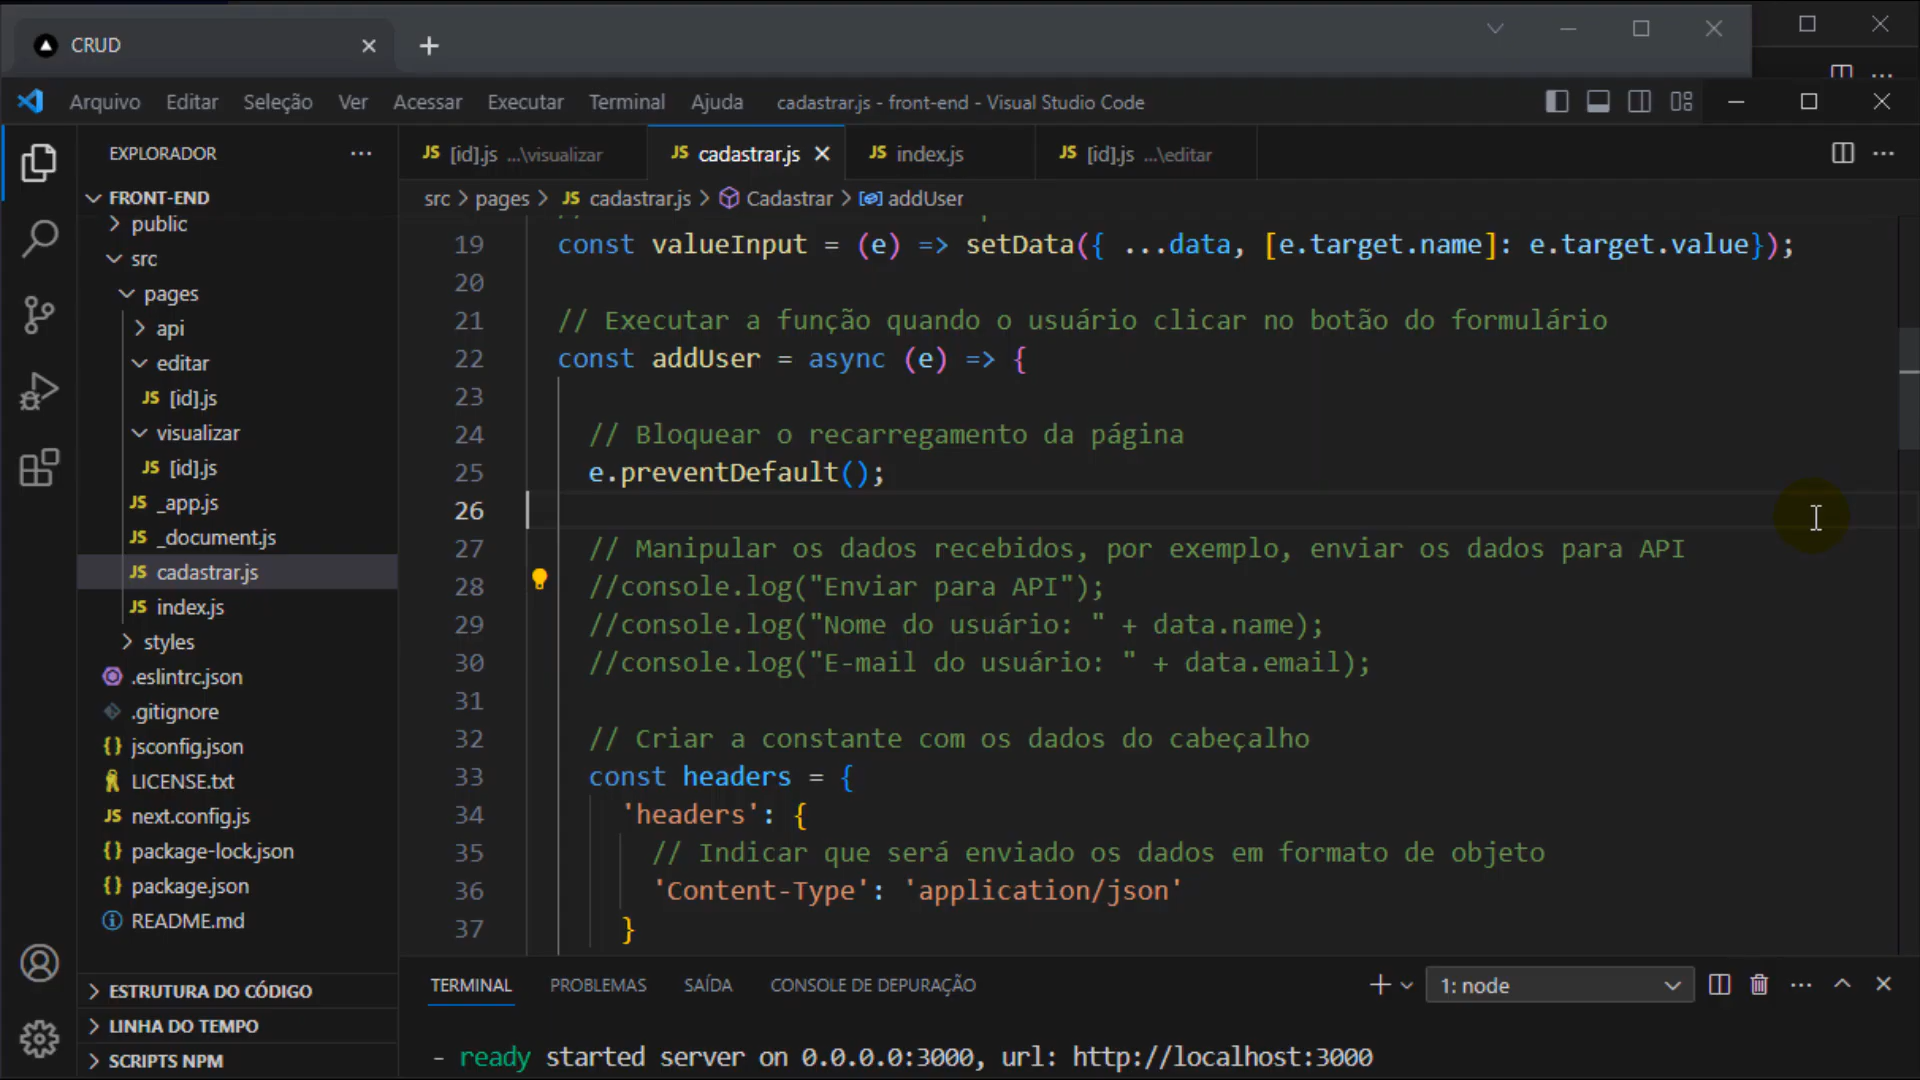 CRUD
Arquivo Editar Seleção Ver Acessar Executar Terminal Ajuda cadastrar.js - front-end - Visual Studio Code
EXPLORADOR
FRONT-END
public
src
pages
api
editar
JS [id].js
visualizar
JS [id].js
JS _app.js
JS _document.js
JS cadastrar.js
JS index.js
styles
.eslintrc.json
.gitignore
{} jsconfig.json
LICENSE.txt
JS next.config.js
{} package-lock.json
{} package.json
README.md
ESTRUTURA DO CÓDIGO
LINHA DO TEMPO
SCRIPTS NPM
JS [id].js ...\visualizar JS cadastrar.js JS index.js JS [id].js ...\editar
src > pages > JS cadastrar.js > Cadastrar > addUser
19 const valueInput = (e) => setData({ ...data, [e.target.name]: e.target.value});
20
21 // Executar a função quando o usuário clicar no botão do formulário
22 const addUser = async (e) => {
23
24 // Bloquear o recarregamento da página
25 e.preventDefault();
26
27 // Manipular os dados recebidos, por exemplo, enviar os dados para API
28 //console.log("Enviar para API");
29 //console.log("Nome do usuário: " + data.name);
30 //console.log("E-mail do usuário: " + data.email);
31
32 // Criar a constante com os dados do cabeçalho
33 const headers = {
34 'headers': {
35 // Indicar que será enviado os dados em formato de objeto
36 'Content-Type': 'application/json'
37 }
TERMINAL PROBLEMAS SAÍDA CONSOLE DE DEPURAÇÃO 1: node
- ready started server on 0.0.0.0:3000, url: http://localhost:3000